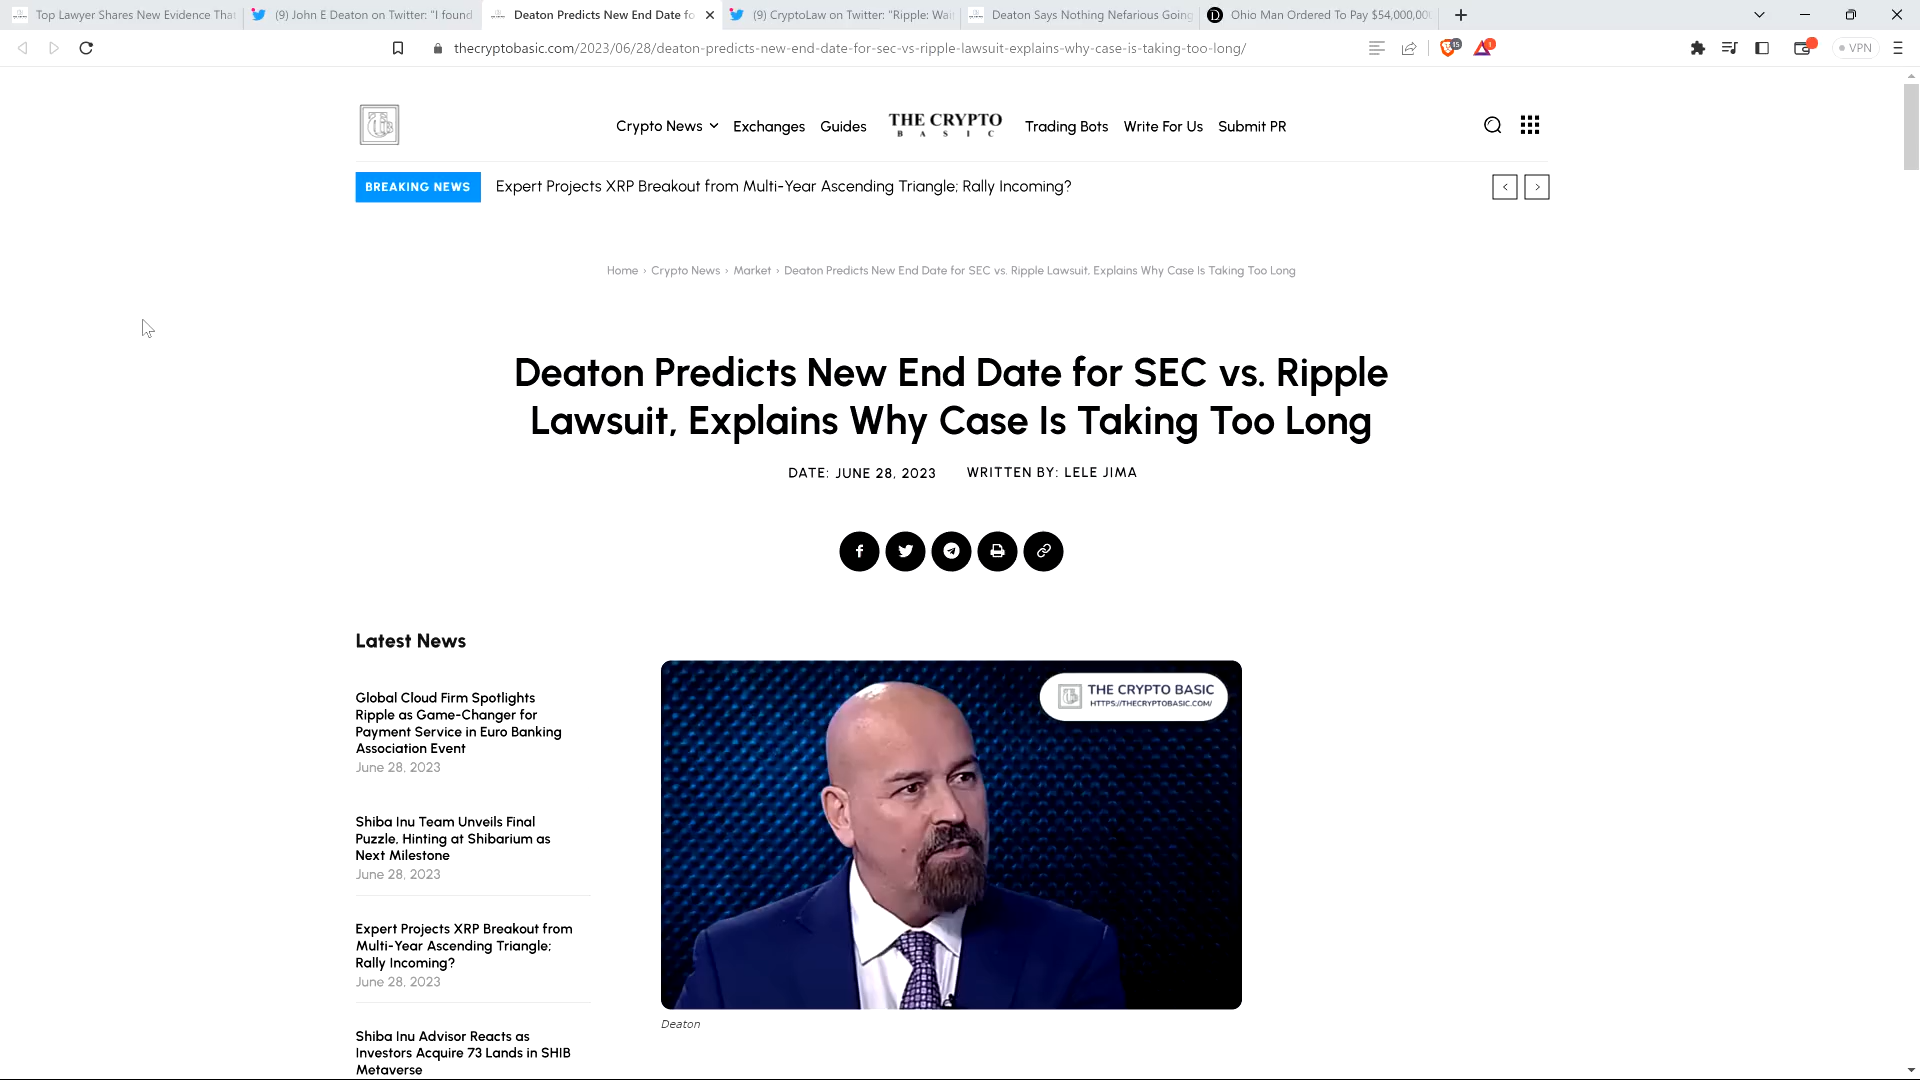 Top Lawyer Shares New Evidence That
(9) John E Deaton on Twitter: "I found
Deaton Predicts New End Date fo
(9) CryptoLaw on Twitter: "Ripple: Wai
Deaton Says Nothing Nefarious Going
Ohio Man Ordered To Pay $54,000,00
thecryptobasic.com/2023/06/28/deaton-predicts-new-end-date-for-sec-vs-ripple-lawsuit-explains-why-case-is-taking-too-long/
15
1
VPN
Crypto News
Exchanges
Guides
THE CRYPTO
BASIC
Trading Bots
Write For Us
Submit PR
BREAKING NEWS
Expert Projects XRP Breakout from Multi-Year Ascending Triangle; Rally Incoming?
Home › Crypto News › Market › Deaton Predicts New End Date for SEC vs. Ripple Lawsuit, Explains Why Case Is Taking Too Long
Deaton Predicts New End Date for SEC vs. Ripple
Lawsuit, Explains Why Case Is Taking Too Long
DATE: JUNE 28, 2023 WRITTEN BY: LELE JIMA
Latest News
Global Cloud Firm Spotlights
Ripple as Game-Changer for
Payment Service in Euro Banking
Association Event
June 28, 2023
Shiba Inu Team Unveils Final
Puzzle, Hinting at Shibarium as
Next Milestone
June 28, 2023
Expert Projects XRP Breakout from
Multi-Year Ascending Triangle;
Rally Incoming?
June 28, 2023
Shiba Inu Advisor Reacts as
Investors Acquire 73 Lands in SHIB
Metaverse
THE CRYPTO BASIC
HTTPS://THECRYPTOBASIC.COM/
Deaton